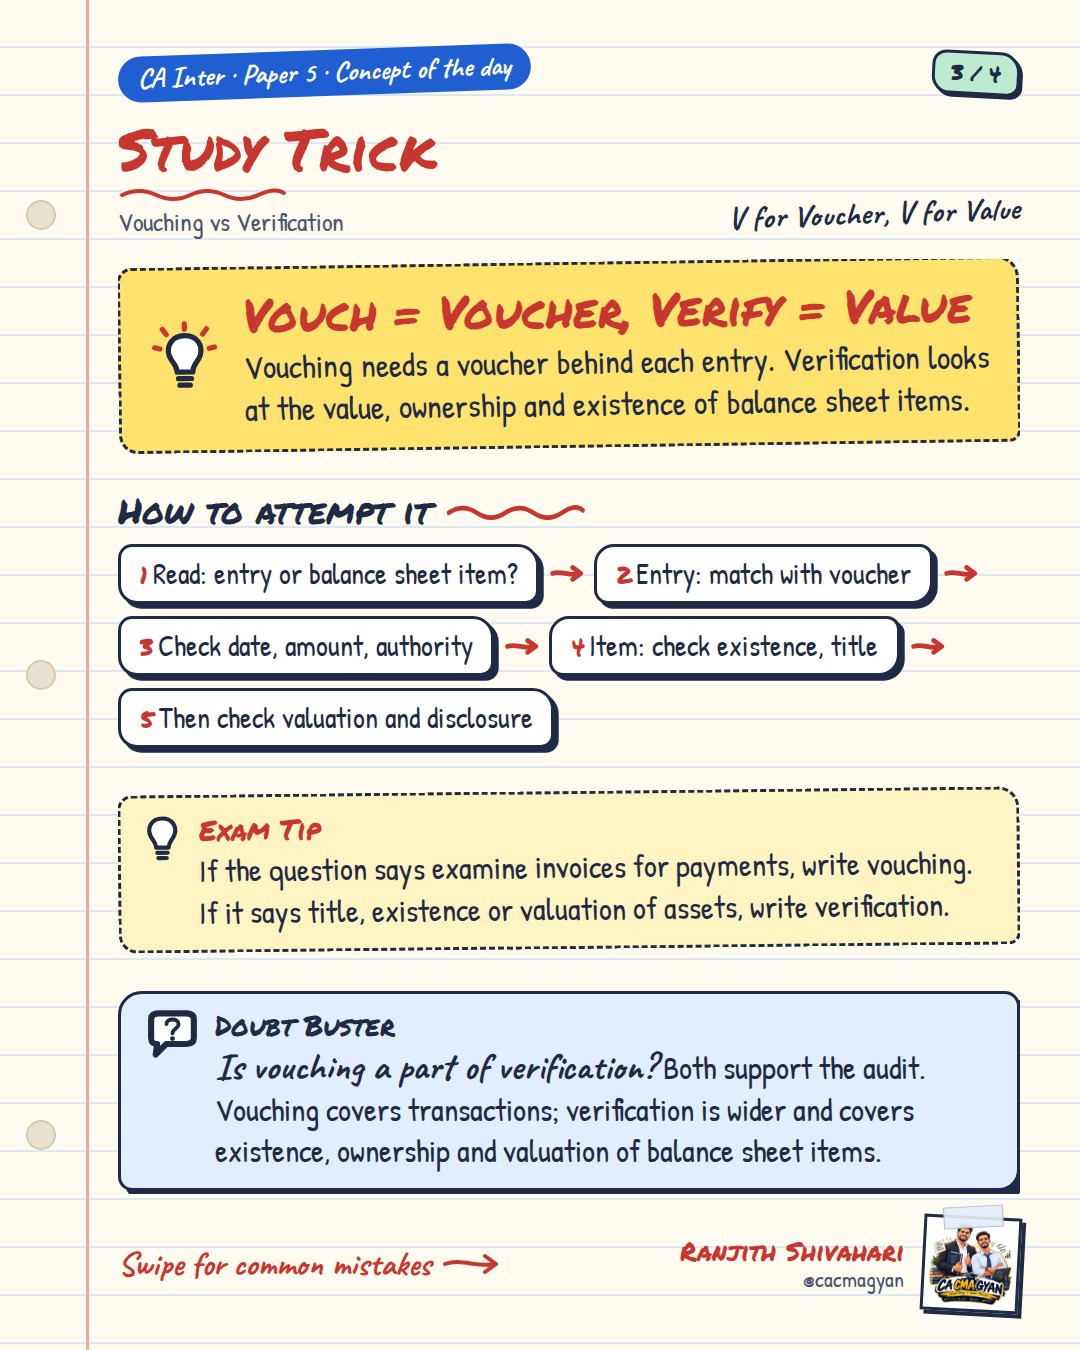 CA Inter · Paper 5 · Concept of the day
3 / 4
Study Trick
Vouching vs Verification
V for Voucher, V for Value
Vouch = Voucher, Verify = Value
Vouching needs a voucher behind each entry. Verification looks
at the value, ownership and existence of balance sheet items.
How to attempt it
1 Read: entry or balance sheet item?
2 Entry: match with voucher
3 Check date, amount, authority
4 Item: check existence, title
5 Then check valuation and disclosure
Exam Tip
If the question says examine invoices for payments, write vouching.
If it says title, existence or valuation of assets, write verification.
?
Doubt Buster
Is vouching a part of verification? Both support the audit.
Vouching covers transactions; verification is wider and covers
existence, ownership and valuation of balance sheet items.
Swipe for common mistakes
Ranjith Shivahari
@cacmagyan
CA CMA GYAN